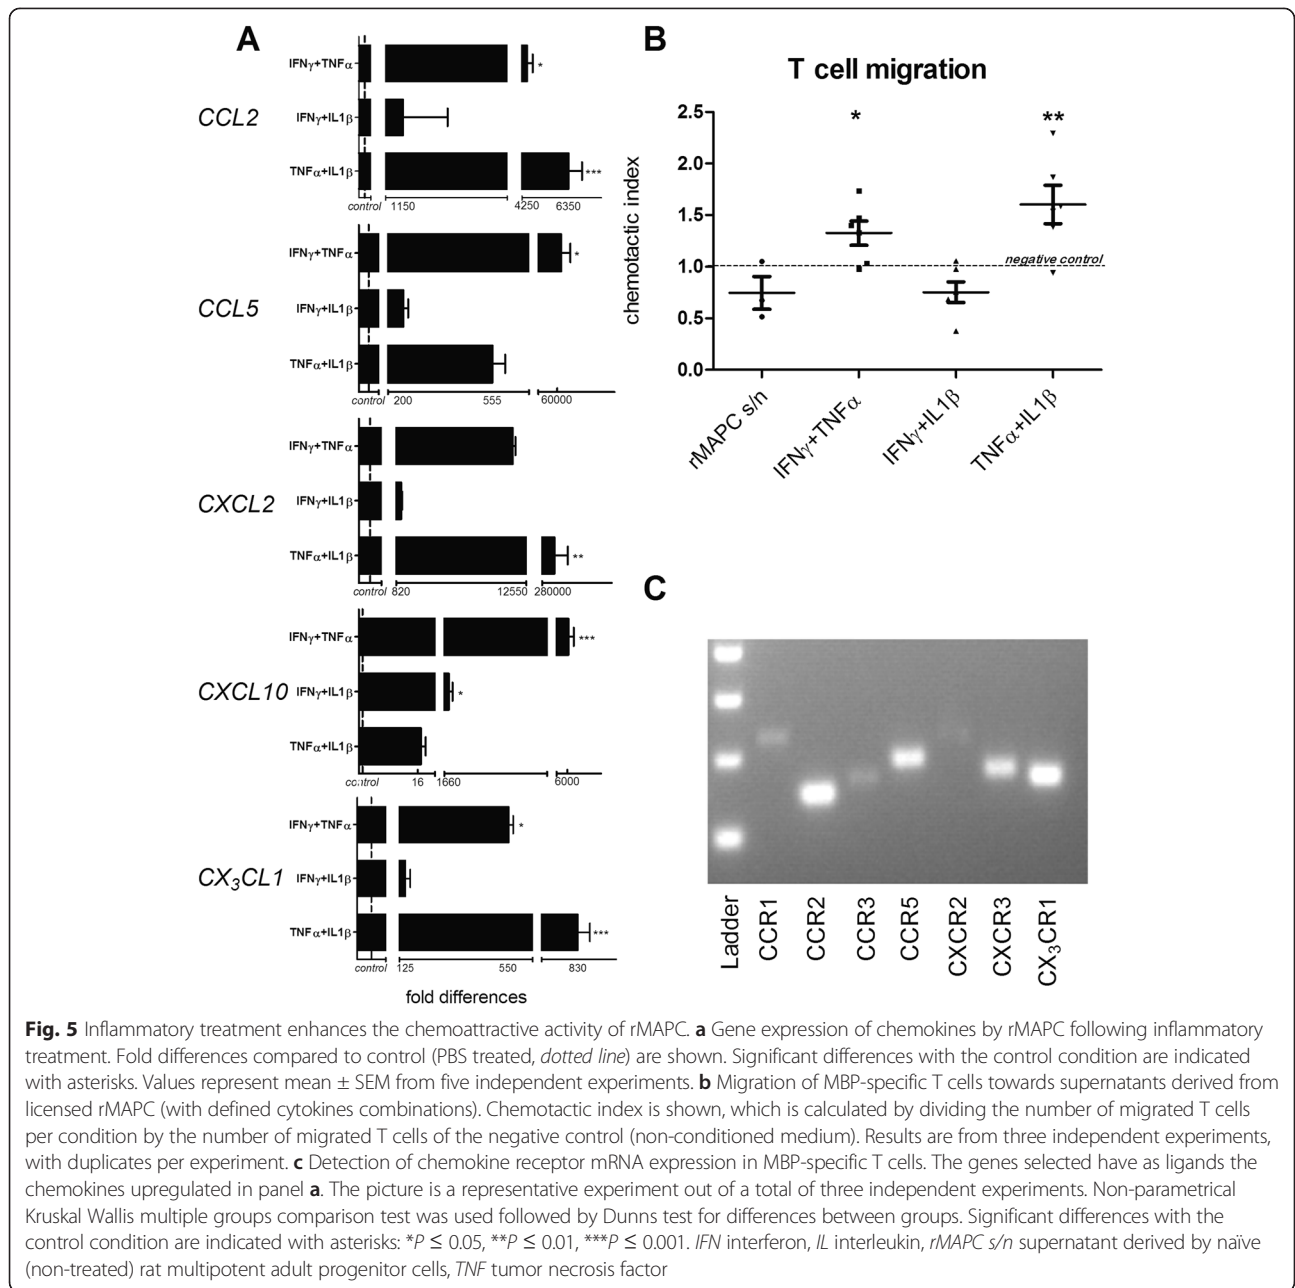 A
CCL2
IFNγ+TNFα
*
IFNγ+IL1β
TNFα+IL1β
***
control 1150 4250 6350
CCL5
IFNγ+TNFα
*
IFNγ+IL1β
TNFα+IL1β
control 200 555 60000
CXCL2
IFNγ+TNFα
IFNγ+IL1β
TNFα+IL1β
**
control 820 12550 280000
CXCL10
IFNγ+TNFα
***
IFNγ+IL1β
*
TNFα+IL1β
control 16 1660 6000
CX₃CL1
IFNγ+TNFα
*
IFNγ+IL1β
TNFα+IL1β
***
control 125 550 830
fold differences
B
T cell migration
chemotactic index
2.5
2.0
1.5
1.0
0.5
0.0
*
**
negative control
rMAPC s/n
IFNγ+TNFα
IFNγ+IL1β
TNFα+IL1β
C
Ladder
CCR1
CCR2
CCR3
CCR5
CXCR2
CXCR3
CX₃CR1
Fig. 5 Inflammatory treatment enhances the chemoattractive activity of rMAPC. a Gene expression of chemokines by rMAPC following inflammatory
treatment. Fold differences compared to control (PBS treated, dotted line) are shown. Significant differences with the control condition are indicated
with asterisks. Values represent mean ± SEM from five independent experiments. b Migration of MBP-specific T cells towards supernatants derived from
licensed rMAPC (with defined cytokines combinations). Chemotactic index is shown, which is calculated by dividing the number of migrated T cells
per condition by the number of migrated T cells of the negative control (non-conditioned medium). Results are from three independent experiments,
with duplicates per experiment. c Detection of chemokine receptor mRNA expression in MBP-specific T cells. The genes selected have as ligands the
chemokines upregulated in panel a. The picture is a representative experiment out of a total of three independent experiments. Non-parametrical
Kruskal Wallis multiple groups comparison test was used followed by Dunns test for differences between groups. Significant differences with the
control condition are indicated with asterisks: *P ≤ 0.05, **P ≤ 0.01, ***P ≤ 0.001. IFN interferon, IL interleukin, rMAPC s/n supernatant derived by naïve
(non-treated) rat multipotent adult progenitor cells, TNF tumor necrosis factor